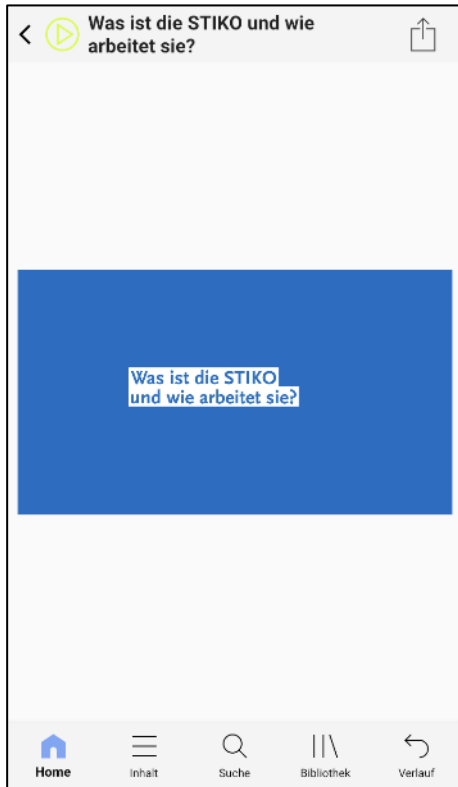 Was ist die STIKO und wie
arbeitet sie?
Was ist die STIKO
und wie arbeitet sie?
Home
Inhalt
Suche
Bibliothek
Verlauf